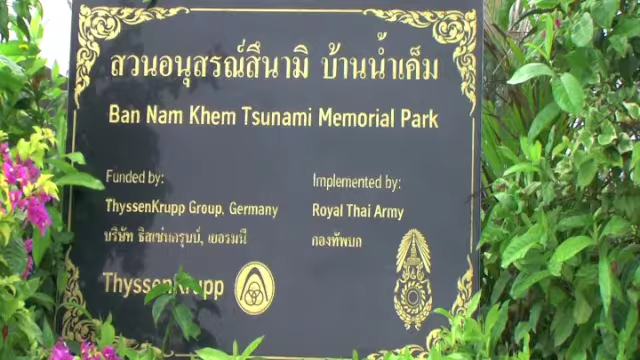 สวนอนุสรณ์สึนามิ บ้านน้ำเค็ม
Ban Nam Khem Tsunami Memorial Park
Funded by:
ThyssenKrupp Group, Germany
บริษัท ธิสเซ่นครุบป์, เยอรมนี
ThyssenKrupp
Implemented by:
Royal Thai Army
กองทัพบก